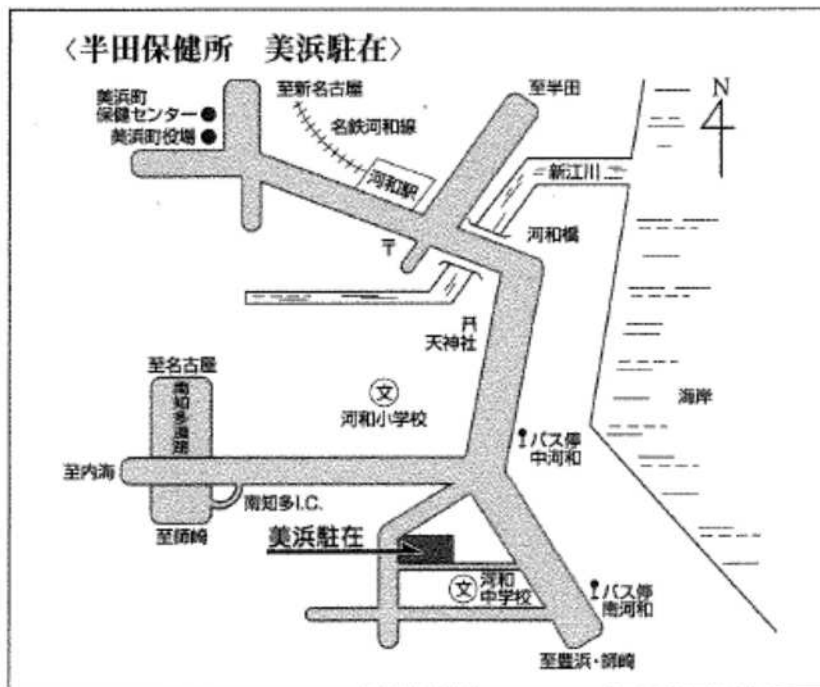 〈半田保健所　美浜駐在〉
N
至新名古屋
至半田
美浜町
保健センター
美浜町役場
名鉄河和線
河和駅
新江川
河和橋
〒
天神社
至名古屋
南知多道路
文
河和小学校
海岸
バス停
中河和
至内海
南知多I.C.
至師崎
美浜駐在
文
河和
中学校
バス停
南河和
至豊浜・師崎